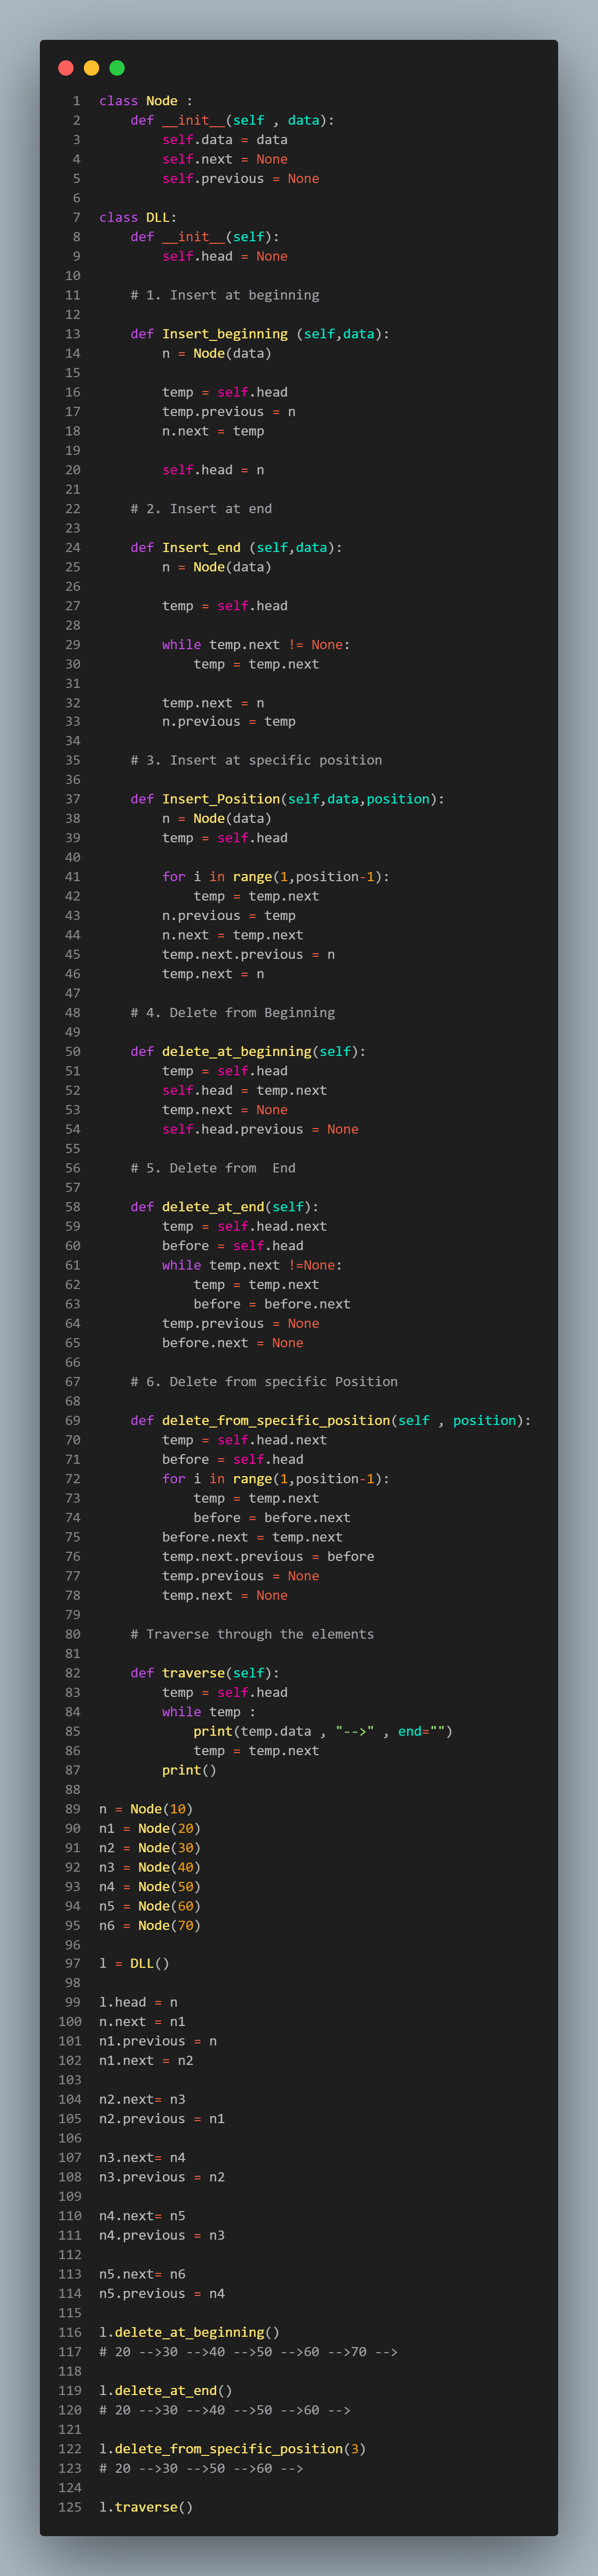 1 class Node :
2     def __init__(self , data):
3         self.data = data
4         self.next = None
5         self.previous = None
6
7 class DLL:
8     def __init__(self):
9         self.head = None
10
11     # 1. Insert at beginning
12
13     def Insert_beginning (self,data):
14         n = Node(data)
15
16         temp = self.head
17         temp.previous = n
18         n.next = temp
19
20         self.head = n
21
22     # 2. Insert at end
23
24     def Insert_end (self,data):
25         n = Node(data)
26
27         temp = self.head
28
29         while temp.next != None:
30             temp = temp.next
31
32         temp.next = n
33         n.previous = temp
34
35     # 3. Insert at specific position
36
37     def Insert_Position(self,data,position):
38         n = Node(data)
39         temp = self.head
40
41         for i in range(1,position-1):
42             temp = temp.next
43         n.previous = temp
44         n.next = temp.next
45         temp.next.previous = n
46         temp.next = n
47
48     # 4. Delete from Beginning
49
50     def delete_at_beginning(self):
51         temp = self.head
52         self.head = temp.next
53         temp.next = None
54         self.head.previous = None
55
56     # 5. Delete from  End
57
58     def delete_at_end(self):
59         temp = self.head.next
60         before = self.head
61         while temp.next !=None:
62             temp = temp.next
63             before = before.next
64         temp.previous = None
65         before.next = None
66
67     # 6. Delete from specific Position
68
69     def delete_from_specific_position(self , position):
70         temp = self.head.next
71         before = self.head
72         for i in range(1,position-1):
73             temp = temp.next
74             before = before.next
75         before.next = temp.next
76         temp.next.previous = before
77         temp.previous = None
78         temp.next = None
79
80     # Traverse through the elements
81
82     def traverse(self):
83         temp = self.head
84         while temp :
85             print(temp.data , "-->" , end="")
86             temp = temp.next
87         print()
88
89 n = Node(10)
90 n1 = Node(20)
91 n2 = Node(30)
92 n3 = Node(40)
93 n4 = Node(50)
94 n5 = Node(60)
95 n6 = Node(70)
96
97 l = DLL()
98
99 l.head = n
100 n.next = n1
101 n1.previous = n
102 n1.next = n2
103
104 n2.next= n3
105 n2.previous = n1
106
107 n3.next= n4
108 n3.previous = n2
109
110 n4.next= n5
111 n4.previous = n3
112
113 n5.next= n6
114 n5.previous = n4
115
116 l.delete_at_beginning()
117 # 20 -->30 -->40 -->50 -->60 -->70 -->
118
119 l.delete_at_end()
120 # 20 -->30 -->40 -->50 -->60 -->
121
122 l.delete_from_specific_position(3)
123 # 20 -->30 -->50 -->60 -->
124
125 l.traverse()